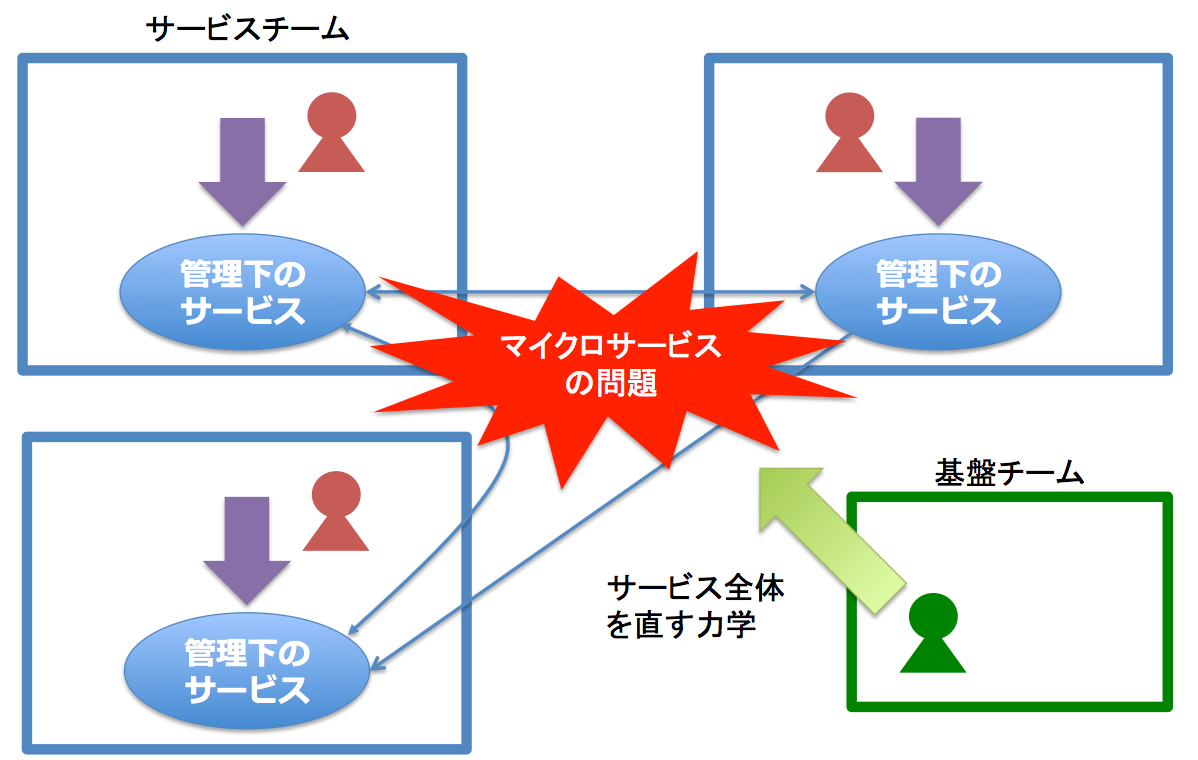 サービスチーム
管理下の
サービス
管理下の
サービス
マイクロサービス
の問題
基盤チーム
サービス全体
を直す力学
管理下の
サービス